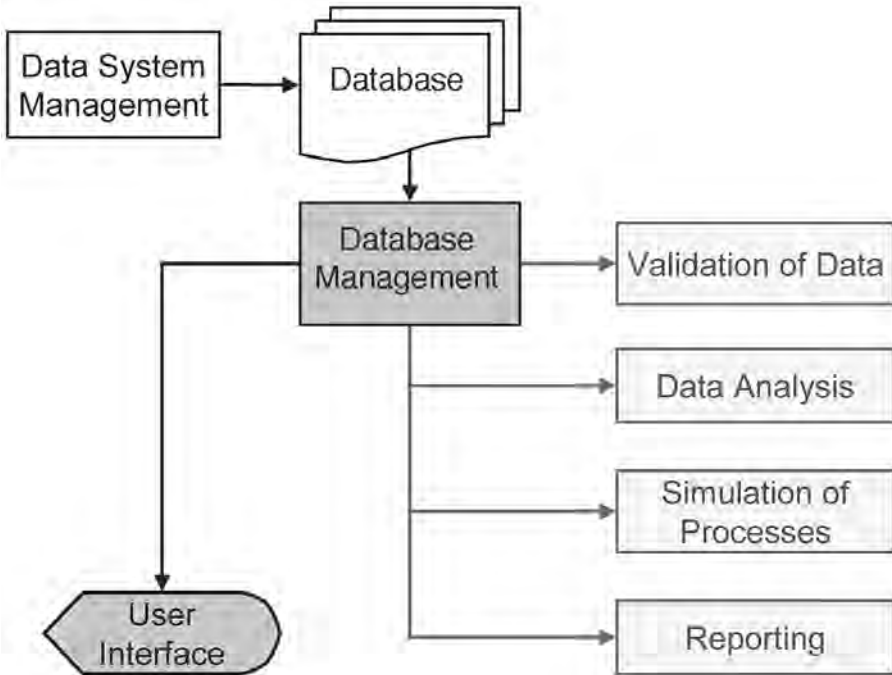 Data System
Management
Database
Database
Management
Validation of Data
Data Analysis
Simulation of
Processes
User
Interface
Reporting